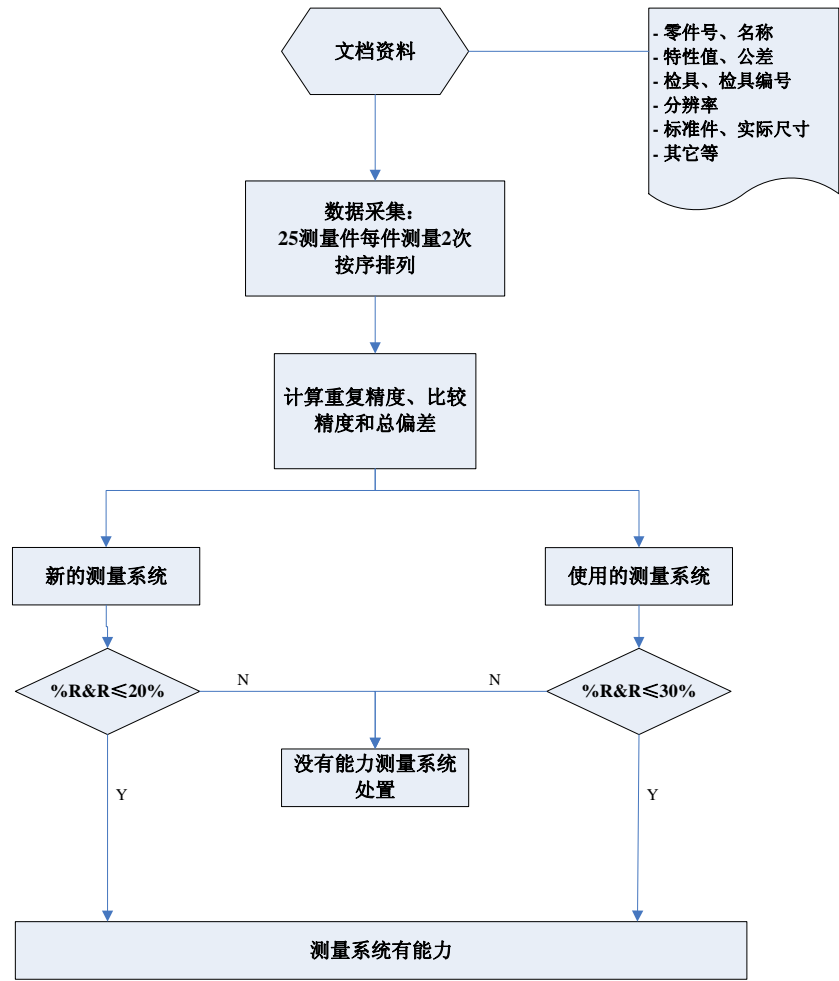 文档资料
- 零件号、名称
- 特性值、公差
- 检具、检具编号
- 分辨率
- 标准件、实际尺寸
- 其它等
数据采集：
25测量件每件测量2次
按序排列
计算重复精度、比较
精度和总偏差
新的测量系统
使用的测量系统
%R&R≤20%
N
N
%R&R≤30%
没有能力测量系统
处置
Y
Y
测量系统有能力